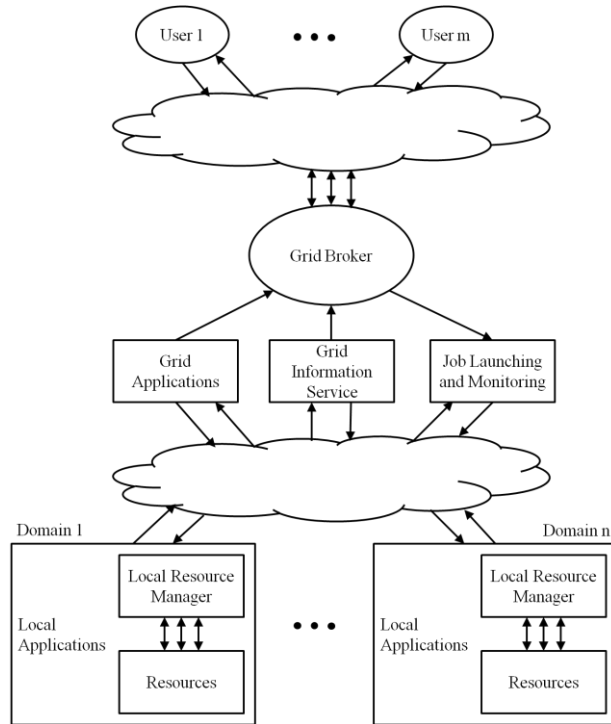 User 1
• • •
User m
Grid Broker
Grid
Applications
Grid
Information
Service
Job Launching
and Monitoring
Domain 1
Domain n
Local Resource
Manager
Local
Applications
Resources
• • •
Local Resource
Manager
Local
Applications
Resources